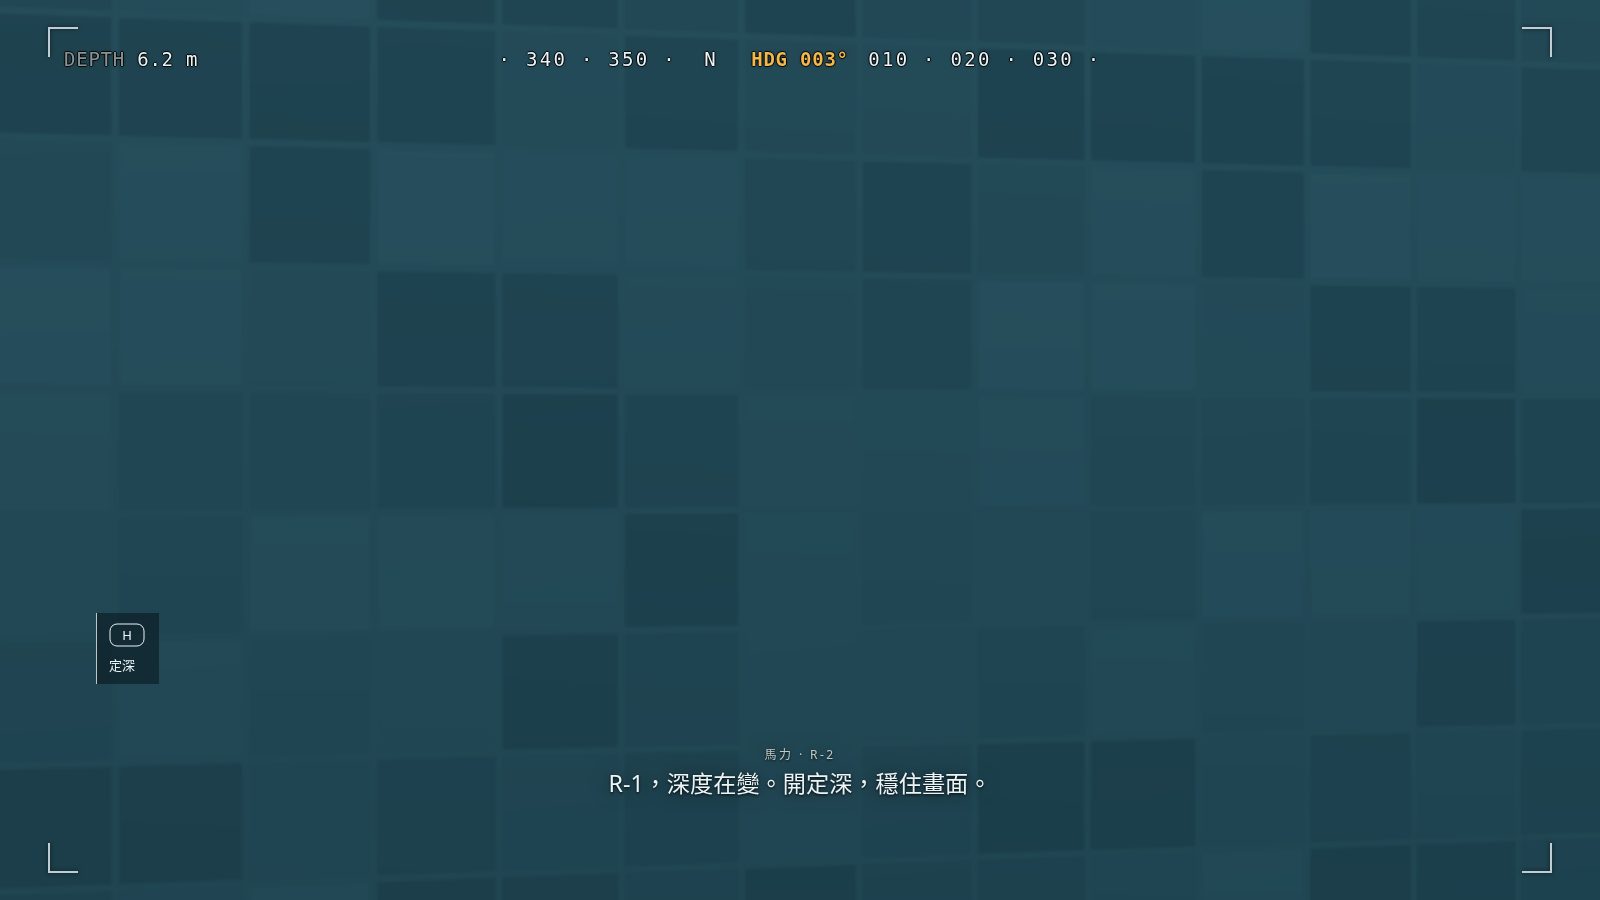 DEPTH 6.2 m
· 340 · 350 · N HDG 003° 010 · 020 · 030 ·
H
定深
馬力 · R-2
R-1，深度在變。開定深，穩住畫面。